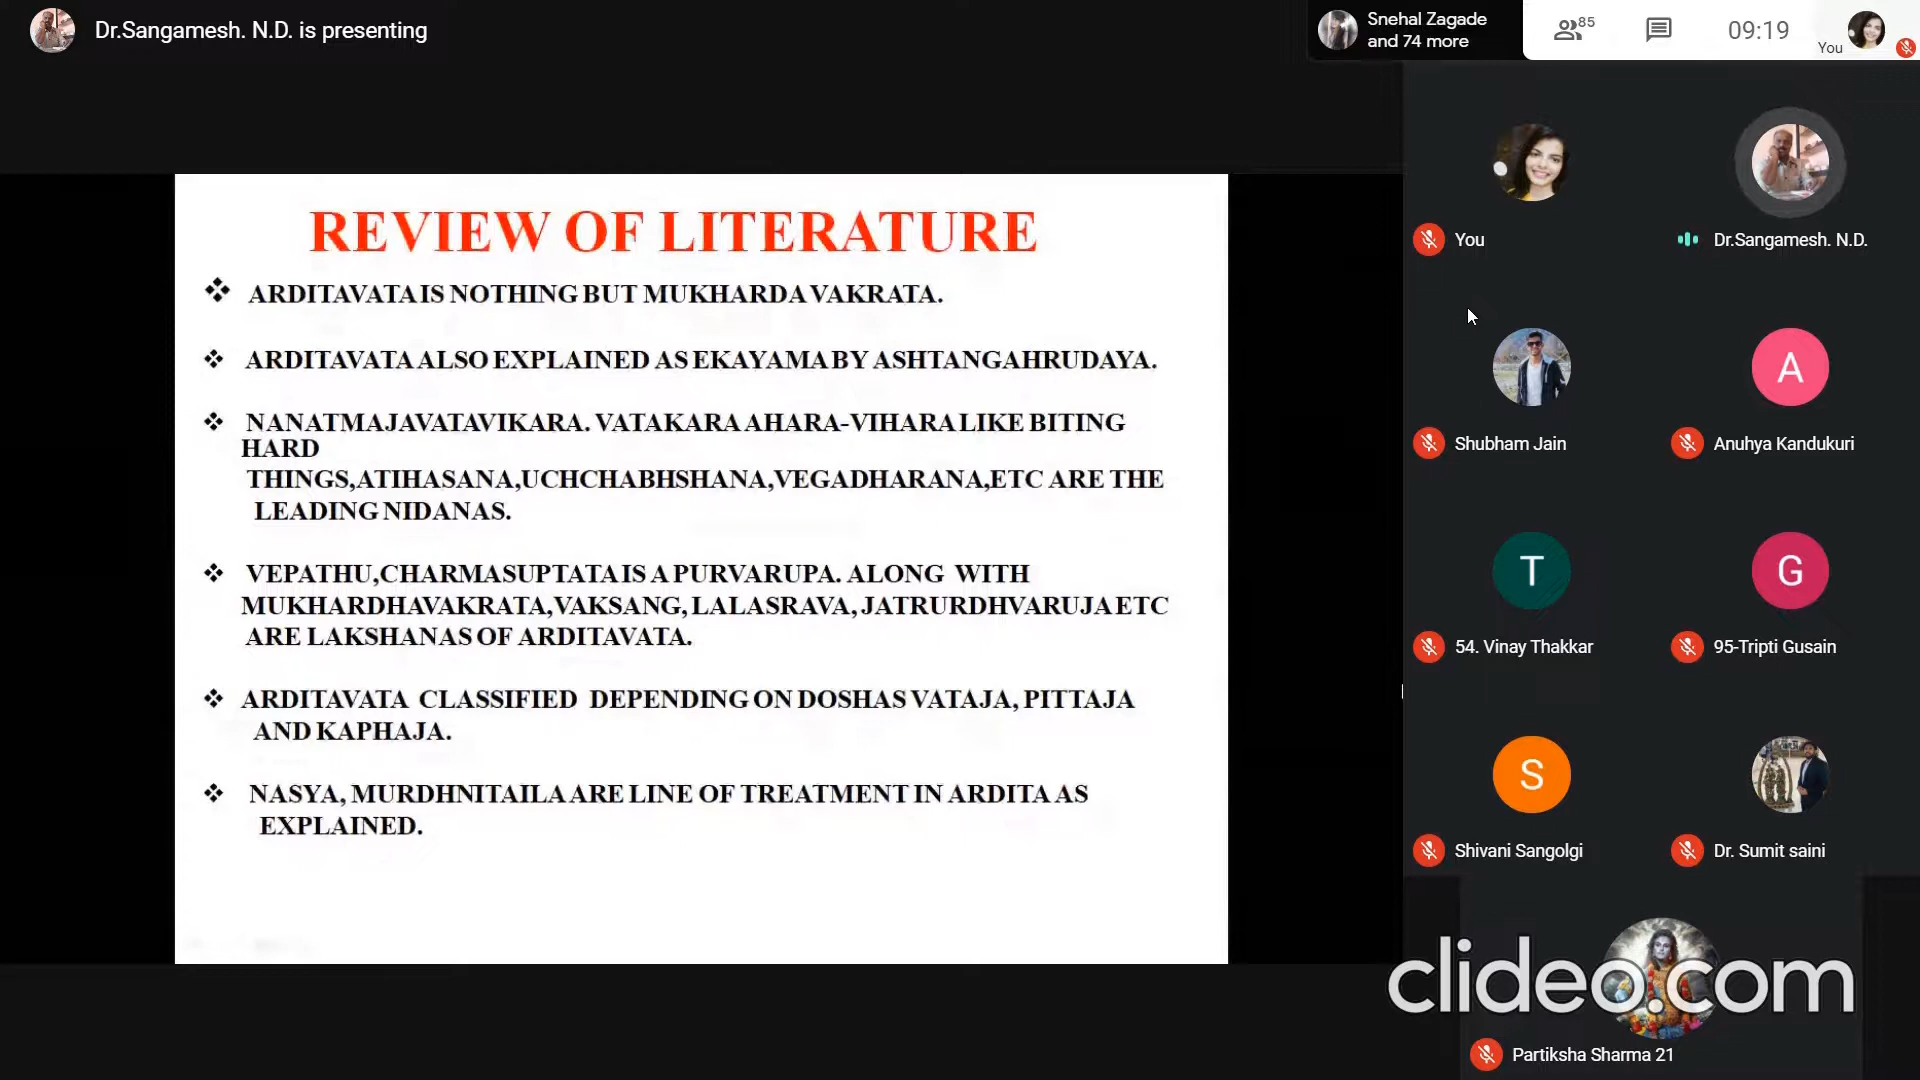 Dr.Sangamesh. N.D. is presenting
Snehal Zagade
and 74 more
85
09:19
You
REVIEW OF LITERATURE
❖ ARDITAVATA IS NOTHING BUT MUKHARDA VAKRATA.
❖ ARDITAVATA ALSO EXPLAINED AS EKAYAMA BY ASHTANGAHRUDAYA.
❖ NANATMAJAVATAVIKARA. VATAKARA AHARA-VIHARA LIKE BITING
HARD
THINGS,ATIHASANA,UCHCHABHSHANA,VEGADHARANA,ETC ARE THE
LEADING NIDANAS.
❖ VEPATHU,CHARMASUPTATA IS A PURVARUPA. ALONG WITH
MUKHARDHAVAKRATA,VAKSANG, LALASRAVA, JATRURDHVARUJA ETC
ARE LAKSHANAS OF ARDITAVATA.
❖ ARDITAVATA CLASSIFIED DEPENDING ON DOSHAS VATAJA, PITTAJA
AND KAPHAJA.
❖ NASYA, MURDHNITAILA ARE LINE OF TREATMENT IN ARDITA AS
EXPLAINED.
You
Dr.Sangamesh. N.D.
A
Shubham Jain
Anuhya Kandukuri
T
G
54. Vinay Thakkar
95-Tripti Gusain
S
Shivani Sangolgi
Dr. Sumit saini
clideo.com
Partiksha Sharma 21